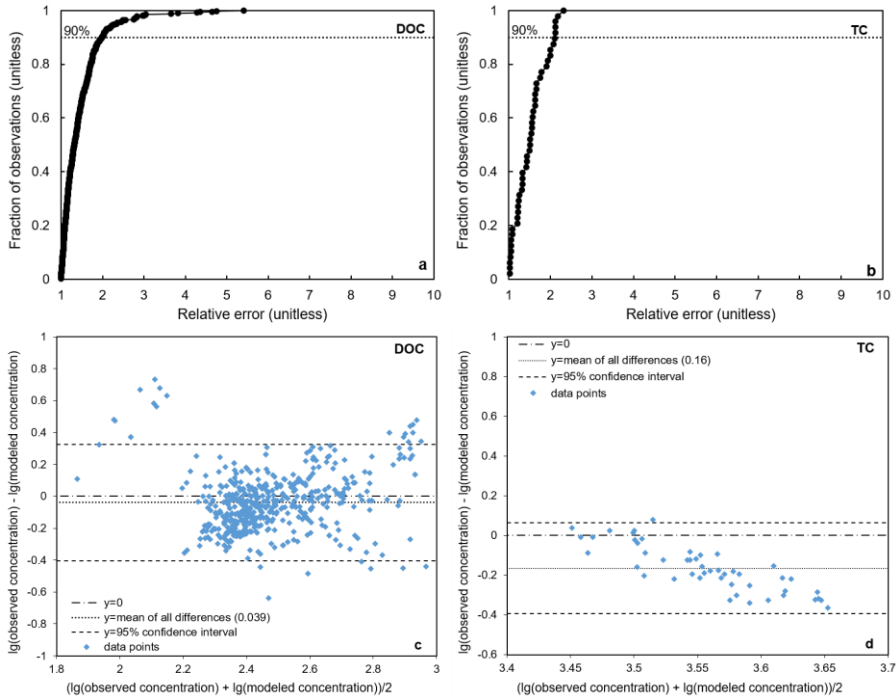 1
0.8
0.6
0.4
0.2
0
90%
DOC
a
1 2 3 4 5 6 7 8 9 10
Relative error (unitless)
Fraction of observations (unitless)
1
0.8
0.6
0.4
0.2
0
90%
TC
b
1 2 3 4 5 6 7 8 9 10
Relative error (unitless)
Fraction of observations (unitless)
1
0.8
0.6
0.4
0.2
0
-0.2
-0.4
-0.6
-0.8
-1
DOC
y=0
y=mean of all differences (0.039)
y=95% confidence interval
data points
c
1.8 2 2.2 2.4 2.6 2.8 3
(lg(observed concentration) + lg(modeled concentration))/2
lg(observed concentration) - lg(modeled concentration)
1
0.8
0.6
0.4
0.2
0
-0.2
-0.4
-0.6
TC
y=0
y=mean of all differences (0.16)
y=95% confidence interval
data points
d
3.4 3.45 3.5 3.55 3.6 3.65 3.7
(lg(observed concentration) + lg(modeled concentration))/2
lg(observed concentration) - lg(modeled concentration)